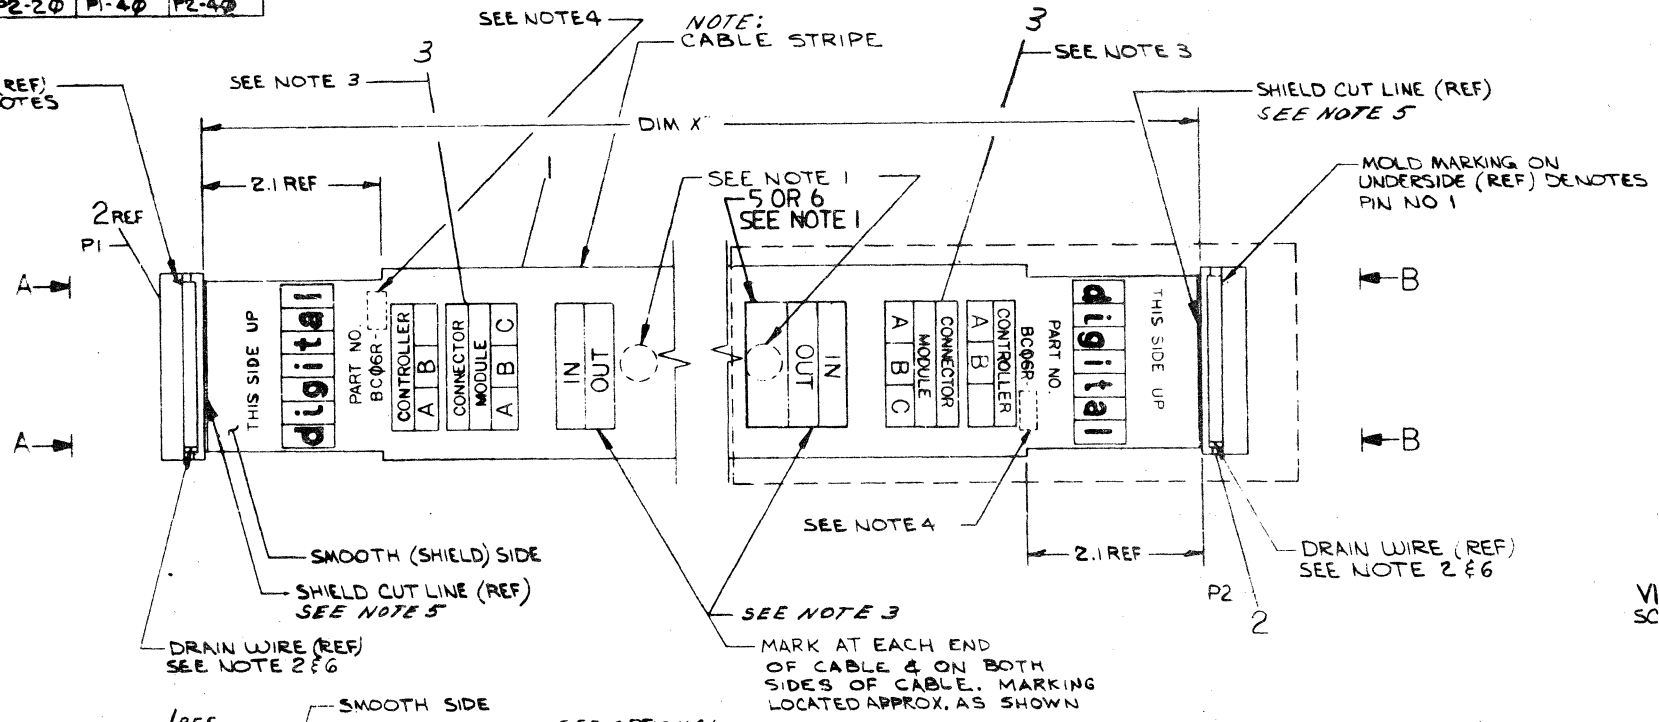 P2-2Ø P1-4Ø P2-4Ø
SEE NOTE 4
NOTE:
CABLE STRIPE
3
SEE NOTE 3
3
SEE NOTE 3
(REF)
SHIELD CUT LINE (REF)
SEE NOTE 5
DIM X
1
2.1 REF
SEE NOTE 1
5 OR 6
SEE NOTE 1
MOLD MARKING ON
UNDERSIDE (REF) DENOTES
PIN NO 1
2 REF
P1
A
B
THIS SIDE UP
digital
PART NO.
BCØ6R-
CONTROLLER
A B
CONNECTOR
MODULE
A B C
IN
OUT
IN
OUT
CONNECTOR
MODULE
A B C
CONTROLLER
A B
PART NO.
BCØ6R-
digital
THIS SIDE UP
A
B
SEE NOTE 4
2.1 REF
SMOOTH (SHIELD) SIDE
SHIELD CUT LINE (REF)
SEE NOTE 5
DRAIN WIRE (REF)
SEE NOTE 2 & 6
DRAIN WIRE (REF)
SEE NOTE 2 & 6
P2
2
SEE NOTE 3
MARK AT EACH END
OF CABLE & ON BOTH
SIDES OF CABLE. MARKING
LOCATED APPROX. AS SHOWN
SMOOTH SIDE